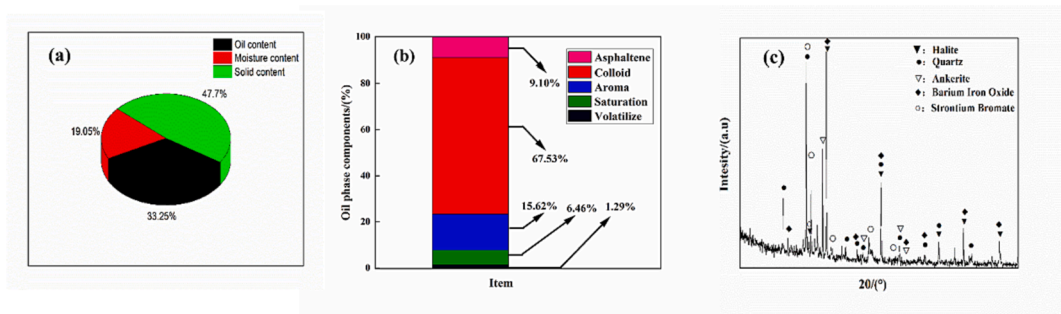 (a)
Oil content
Moisture content
Solid content
47.7%
19.05%
33.25%
(b)
100
80
60
40
20
0
Oil phase components/(%)
Item
Asphaltene
Colloid
Aroma
Saturation
Volatilize
9.10%
67.53%
15.62%
6.46%
1.29%
(c)
▼: Halite
●: Quartz
▽: Ankerite
◆: Barium Iron Oxide
○: Strontium Bromate
Intesity/(a.u)
2θ/(°)